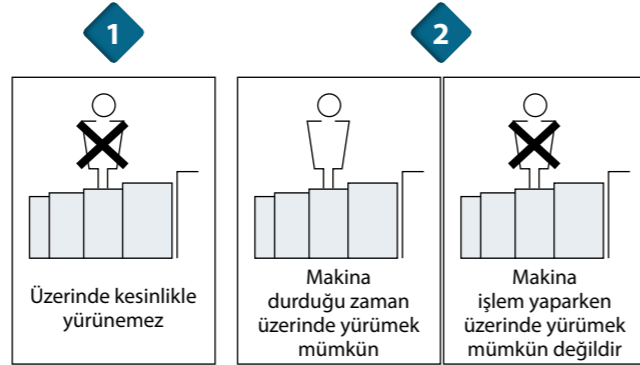 1
2
Üzerinde kesinlikle
yürünemez
Makina
durduğu zaman
üzerinde yürümek
mümkün
Makina
işlem yaparken
üzerinde yürümek
mümkün değildir